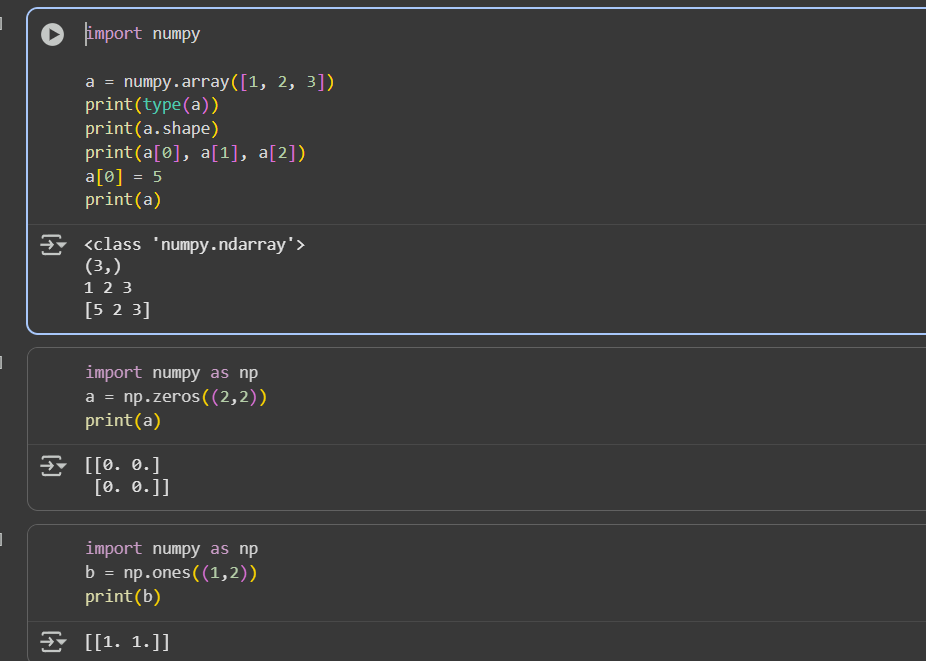 import numpy
a = numpy.array([1, 2, 3])
print(type(a))
print(a.shape)
print(a[0], a[1], a[2])
a[0] = 5
print(a)
<class 'numpy.ndarray'>
(3,)
1 2 3
[5 2 3]
import numpy as np
a = np.zeros((2,2))
print(a)
[[0. 0.]
 [0. 0.]]
import numpy as np
b = np.ones((1,2))
print(b)
[[1. 1.]]